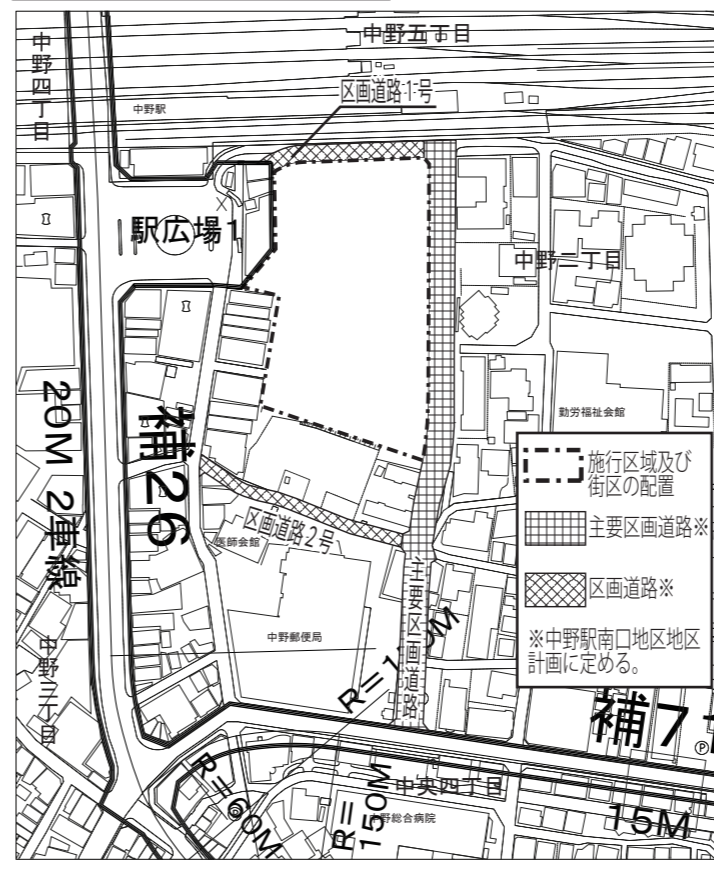 中野五丁目
中野四丁目
区画道路1号
中野駅
駅広場1
中野二丁目
20M 2車線
補26
勤労福祉会館
施行区域及び
街区の配置
主要区画道路※
区画道路※
※中野駅南口地区地区
計画に定める。
区画道路2号
医師会館
中野郵便局
主要区画道路
中野三丁目
補7
Ⓟ
R=60M
R=
150M
中央四丁目
中野総合病院
15M